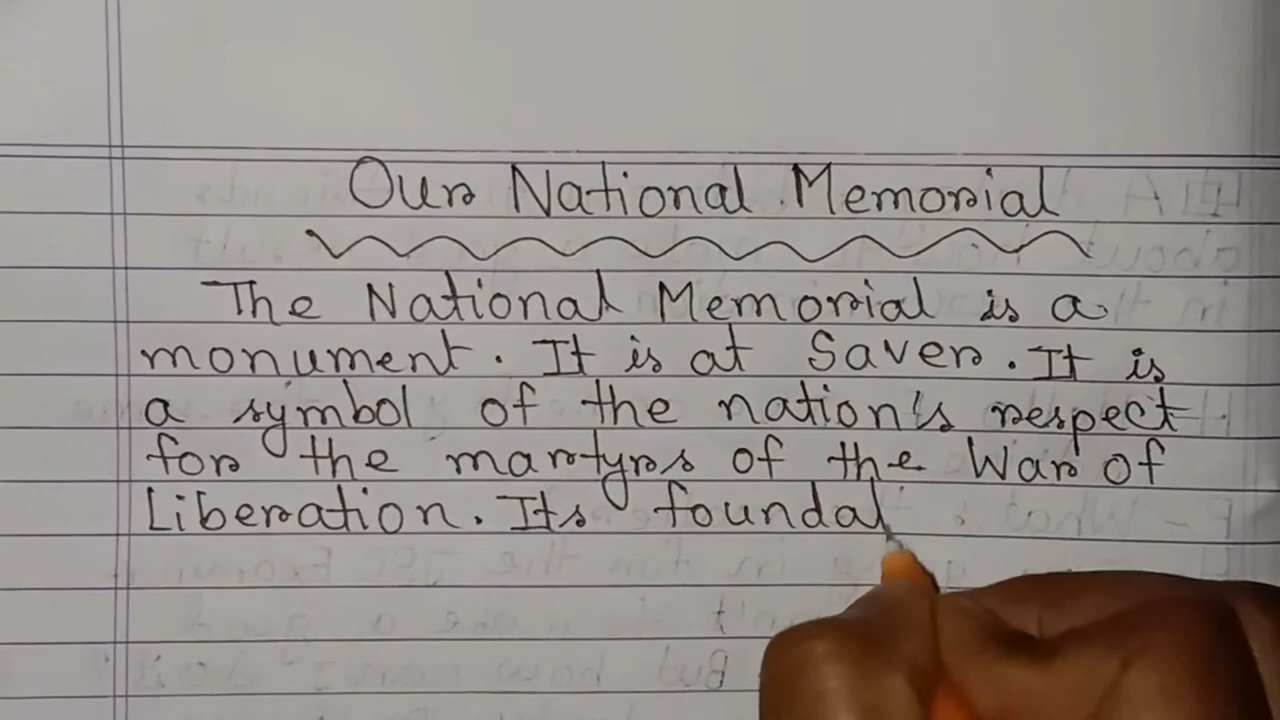 Our National Memorial
The National Memorial is a
monument. It is at Saver. It is
a symbol of the nation's respect
for the martyrs of the War of
Liberation. Its foundat